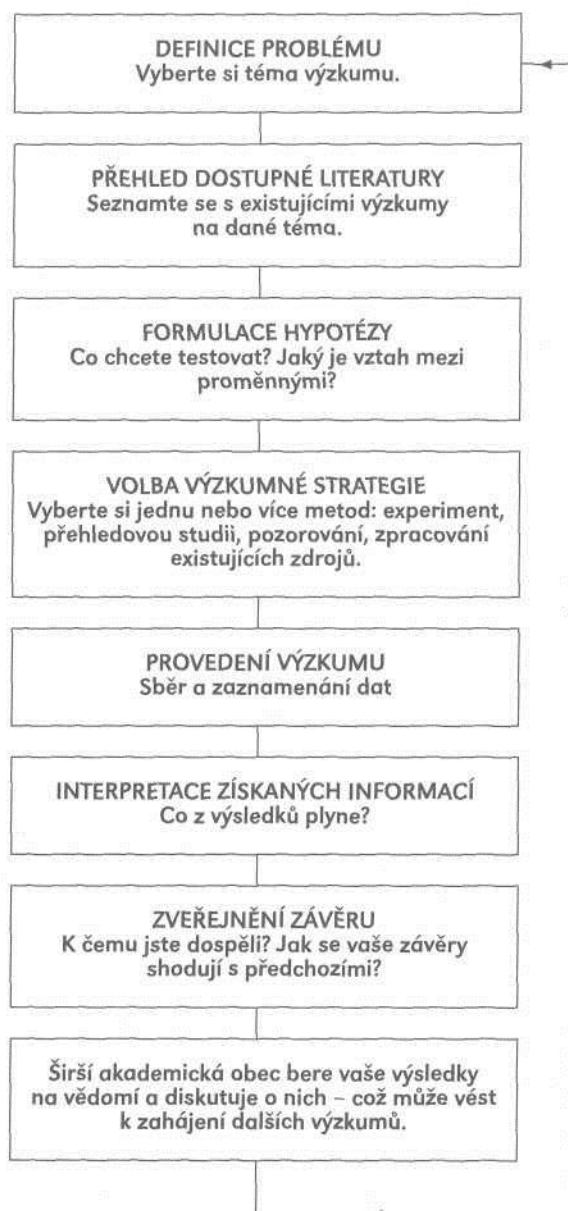 DEFINICE PROBLÉMU
Vyberte si téma výzkumu.
PŘEHLED DOSTUPNÉ LITERATURY
Seznamte se s existujícími výzkumy
na dané téma.
FORMULACE HYPOTÉZY
Co chcete testovat? Jaký je vztah mezi
proměnnými?
VOLBA VÝZKUMNÉ STRATEGIE
Vyberte si jednu nebo více metod: experiment,
přehledovou studii, pozorování, zpracování
existujících zdrojů.
PROVEDENÍ VÝZKUMU
Sběr a zaznamenání dat
INTERPRETACE ZÍSKANÝCH INFORMACÍ
Co z výsledků plyne?
ZVEŘEJNĚNÍ ZÁVĚRU
K čemu jste dospěli? Jak se vaše závěry
shodují s předchozími?
Širší akademická obec bere vaše výsledky
na vědomí a diskutuje o nich – což může vést
k zahájení dalších výzkumů.